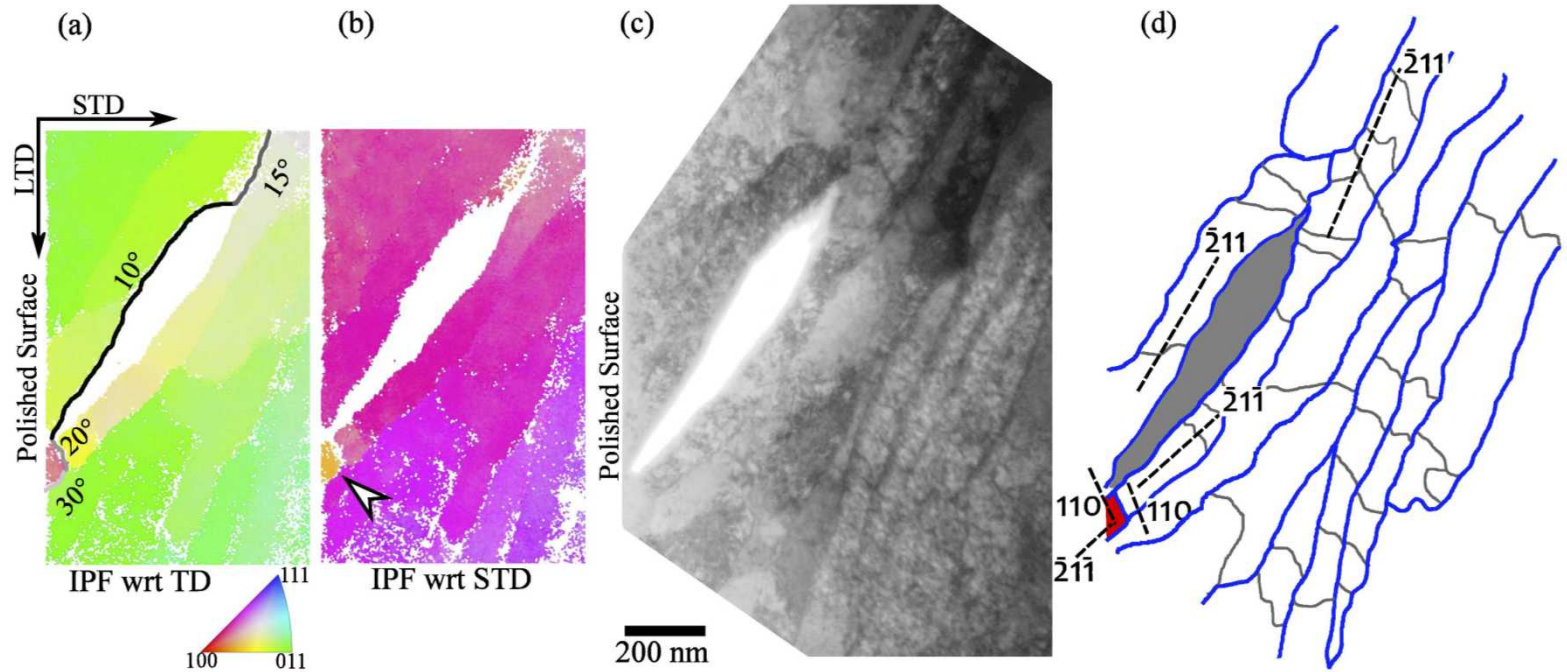 (a)
(b)
(c)
(d)
STD
LTD
Polished Surface
15°
10°
20°
30°
IPF wrt TD
IPF wrt STD
111
100
011
Polished Surface
200 nm
2̄11
2̄11
2̄11̄
110
110
2̄11̄